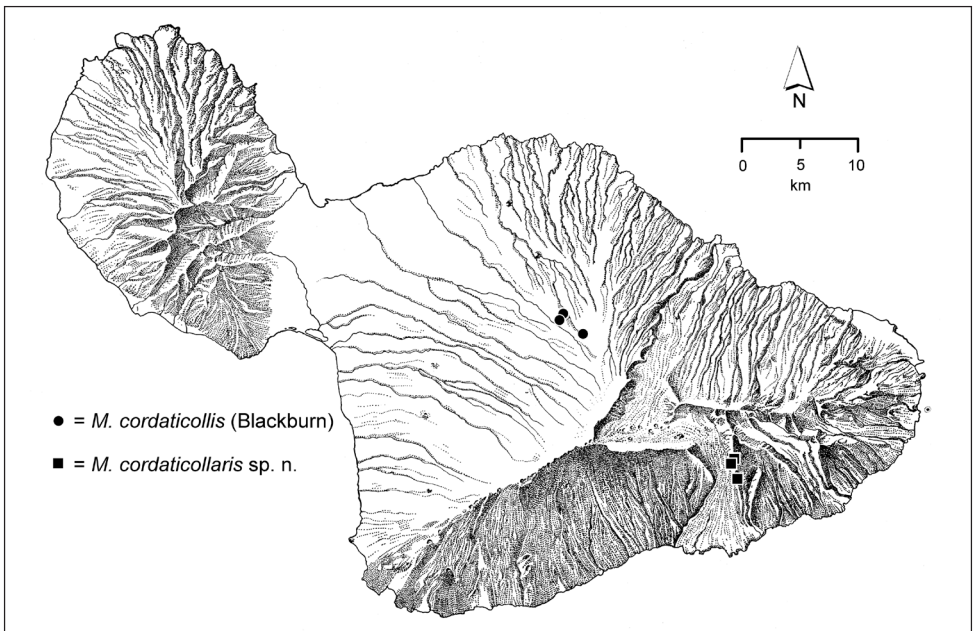 N
0 5 10
km
● = M. cordaticollis (Blackburn)
■ = M. cordaticollaris sp. n.